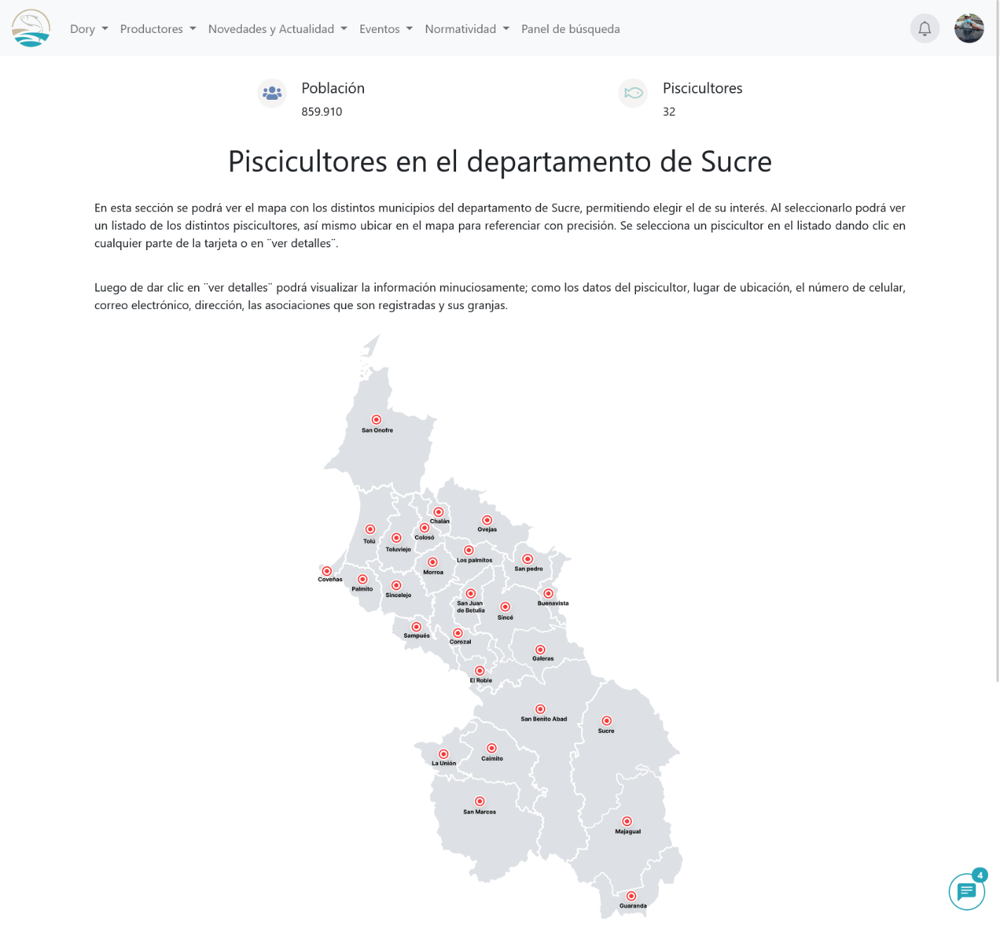 Dory Productores Novedades y Actualidad Eventos Normatividad Panel de búsqueda
Población
859.910
Piscicultores
32
Piscicultores en el departamento de Sucre
En esta sección se podrá ver el mapa con los distintos municipios del departamento de Sucre, permitiendo elegir el de su interés. Al seleccionarlo podrá ver
un listado de los distintos piscicultores, así mismo ubicar en el mapa para referenciar con precisión. Se selecciona un piscicultor en el listado dando clic en
cualquier parte de la tarjeta o en ¨ver detalles¨.
Luego de dar clic en ¨ver detalles¨ podrá visualizar la información minuciosamente; como los datos del piscicultor, lugar de ubicación, el número de celular,
correo electrónico, dirección, las asociaciones que son registradas y sus granjas.
San Onofre
Chalán
Ovejas
Colosó
Tolú
Toluviejo
Los palmitos
San pedro
Morroa
Coveñas
Palmito
Sincelejo
San Juan
de Betulia
Buenavista
Sincé
Sampués
Corozal
Galeras
El Roble
San Benito Abad
Sucre
Caimito
La Unión
San Marcos
Majagual
4
Guaranda